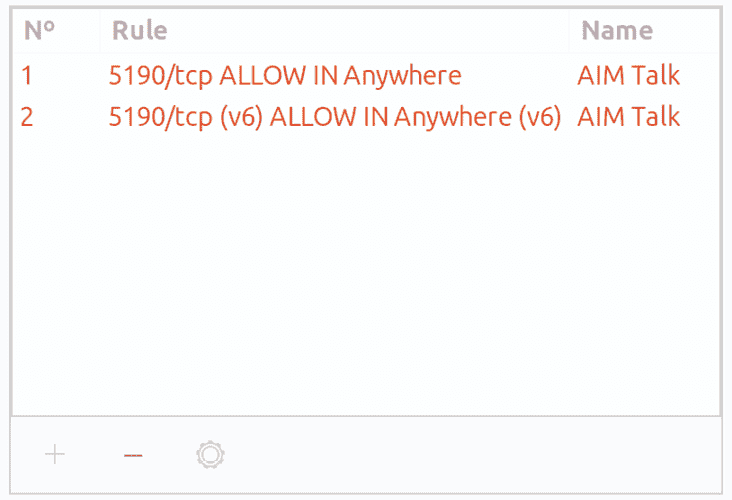 Nº Rule Name
1 5190/tcp ALLOW IN Anywhere AIM Talk
2 5190/tcp (v6) ALLOW IN Anywhere (v6) AIM Talk